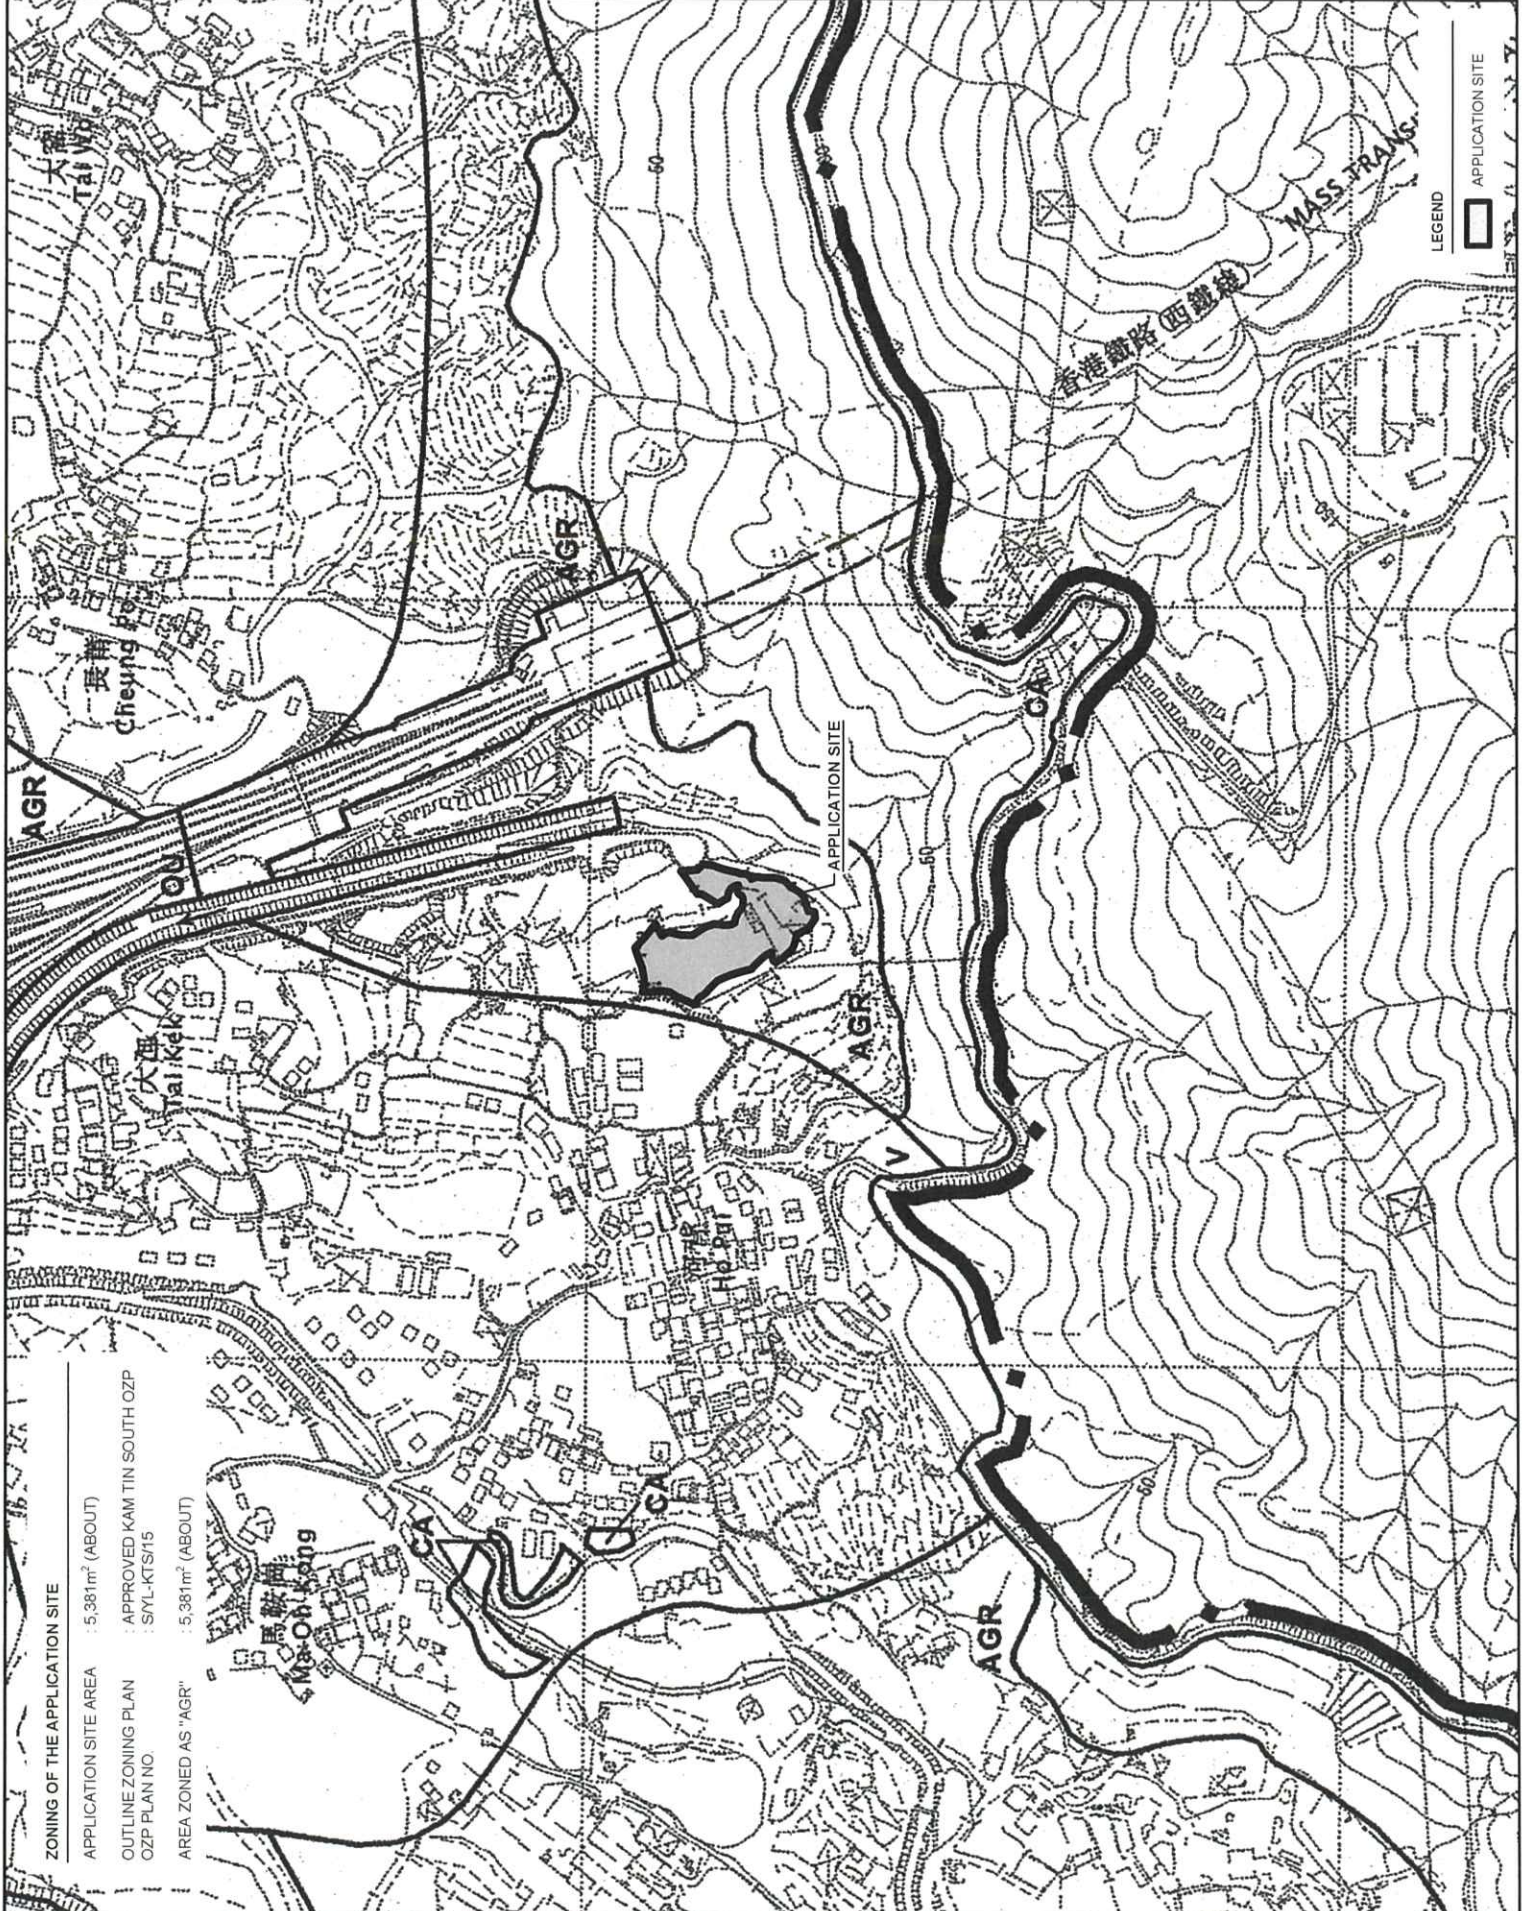 ZONING OF THE APPLICATION SITE
APPLICATION SITE AREA : 5,381m² (ABOUT)
OUTLINE ZONING PLAN : APPROVED KAM TIN SOUTH OZP
OZP PLAN NO. : S/YL-KTS/15
AREA ZONED AS "AGR" : 5,381m² (ABOUT)
馬鞍崗
Ma On Kong
CA
CA
AGR
50
河背
Ho Pui
V
大𡉕
Tai Kek
AGR
OU
AGR
APPLICATION SITE
50
CA
長莆
Cheung Po
AGR
大窩
Tai Wo
50
150
香港鐵路 (西鐵綫)
MASS TRANS
LEGEND
APPLICATION SITE